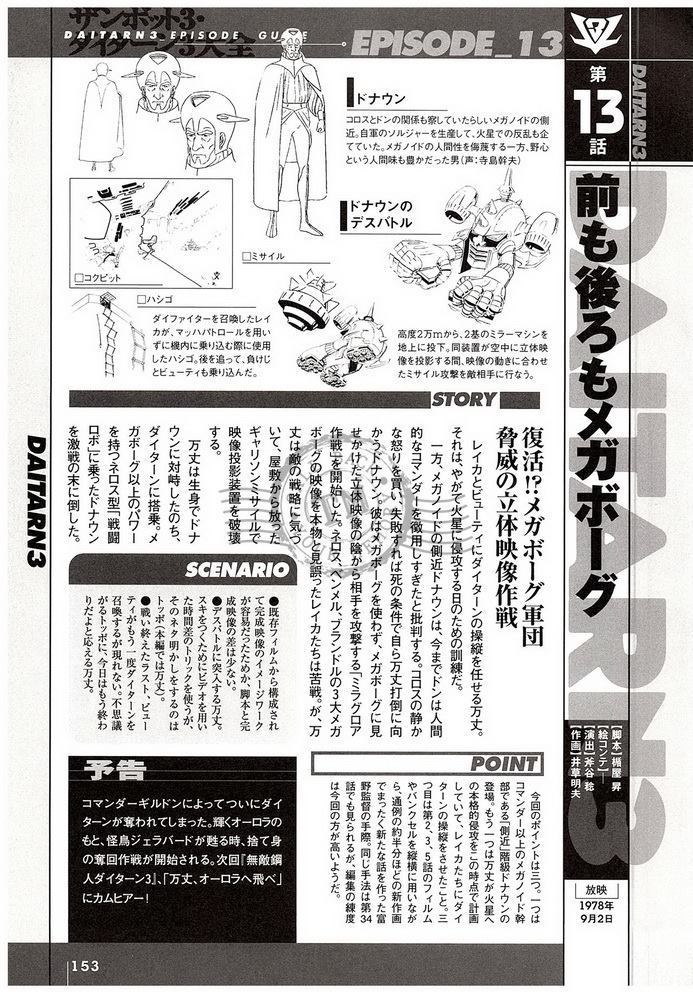 ザンボット3・
ダイターン3大全
DAITARN3 EPISODE GUIDE
EPISODE_13
DAITARN3
第
13
話
前も後ろもメガボーグ
DAITARN3
【脚本】楯屋 昇
【絵コンテ】―
【演出】斧谷 稔
【作画】井草明夫
放映
1978年
9月2日
ドナウン
コロスとドンの関係も察していたらしいメガノイドの側
近。自軍のソルジャーを生産して、火星での反乱も企
てていた。メガノイドの人間性を侮蔑する一方、野心
という人間味も豊かだった男（声：寺島幹夫）
ドナウンの
デスバトル
□ミサイル
□コクピット
□ハシゴ
ダイファイターを召喚したレイ
カが、マッハパトロールを用い
ずに機内に乗り込む際に使用
したハシゴ。後を追って、負けじ
とビューティも乗り込んだ。
高度2万mから、2基のミラーマシンを
地上に投下。同装置が空中に立体映
像を投影する間、映像の動きに合わせ
たミサイル攻撃を敵相手に行なう。
STORY
復活!?メガボーグ軍団
脅威の立体映像作戦
レイカとビューティにダイターンの操縦を任せる万丈。
それは、やがて火星に侵攻する日のための訓練だ。
一方、メガノイドの側近ドナウンは、今までドンは人間
的なコマンダーを徴用しすぎたと批判する。コロスの静か
な怒りを買い、失敗すれば死の条件で自ら万丈打倒に向
かうドナウン。彼はメガボーグを使わず、メガボーグに見
せかけた立体映像の陰から相手を攻撃する「ミラ・グロア
作戦」を開始した。ネロス、ベンメル、ブランドルの3大メガ
ボーグの映像を本物と見誤ったレイカたちは苦戦。が、万
丈は敵の戦略に気づ
いて、屋敷から放った
ギャリソンミサイルで
映像投影装置を破壊
する。
万丈は生身でドナ
ウンに対峙したのち、
ダイターンに搭乗。メ
ガボーグ以上のパワー
を持つネロス型「戦闘
ロボ」に乗ったドナウン
を激戦の末に倒した。
DAITARN3
SCENARIO
●既存フィルムから構成され
て完成映像のイメージワーク
が容易だったためか、脚本と完
成映像の差は少ない。
●デスバトルに突入する万丈。
スキをつくためにビデオを用い
た時間差のトリックを使うが、
そのネタ明かしをするのは
トッポ（本編では万丈）。
●戦い終えたラスト、ビュー
ティがもう一度ダイターンを
召喚するが現れない。不思議
がるトッポに、今日はもう終わ
りだよと応える万丈。
POINT
今回のポイントは三つ。一つは
コマンダー以上のメガノイド幹
部である「側近」階級ドナウンの
登場。もう一つは万丈が火星へ
の本格的侵攻をこの時点で計画
していて、レイカたちにダイ
ターンの操縦をさせたこと。三
つ目は第2、3、5話のフィルム
やバンクセルを縦横に用いなが
ら、通例の約半分ほどの新作画
でまったく新たな話を作った富
野監督の手際。同じ手法は第34
話でも見られるが、編集の練度
は今回の方が高いようだ。
予告
コマンダーギルドンによってついにダイ
ターンが奪われてしまった。輝くオーロラの
もと、怪鳥ジェラバードが甦る時、捨て身
の奪回作戦が開始される。次回『無敵鋼
人ダイターン3』、「万丈、オーロラへ飛べ」
にカムヒアー！
153